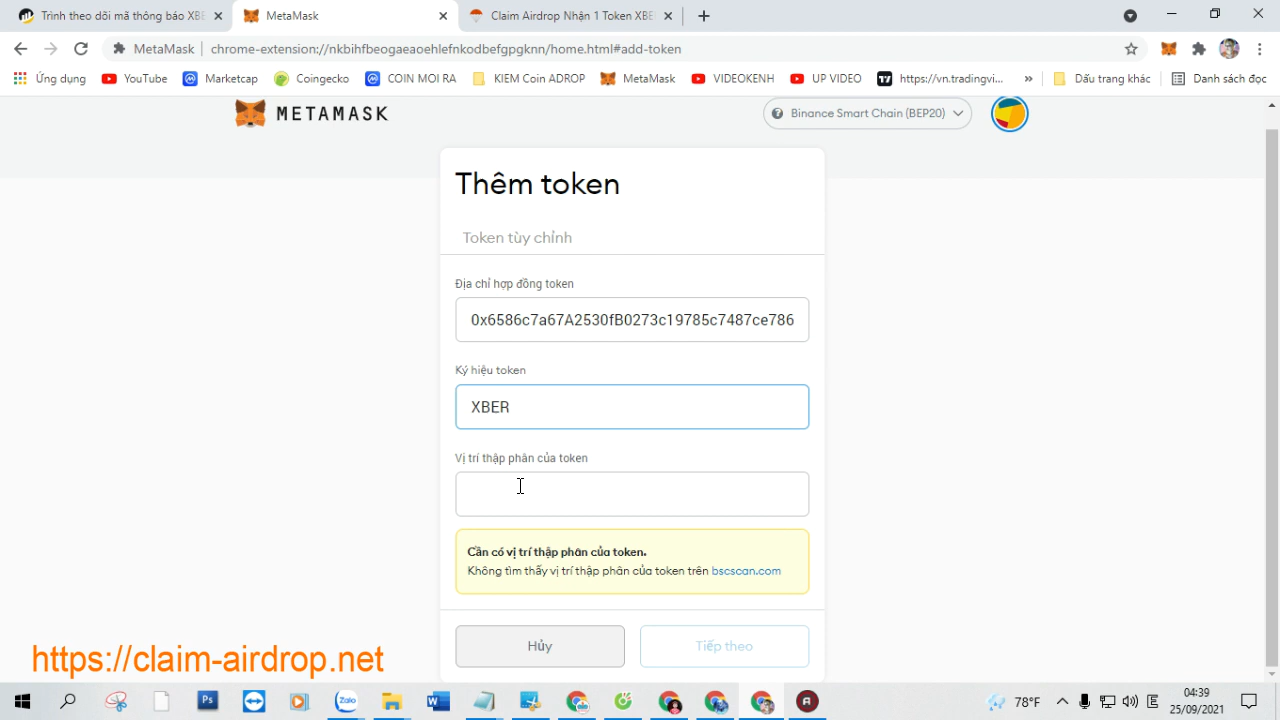 Trình theo dõi mã thông báo XBE
MetaMask
Claim Airdrop Nhận 1 Token XBE
MetaMask
chrome-extension://nkbihfbeogaeaoehlefnkodbefgpgknn/home.html#add-token
Ứng dụng
YouTube
Marketcap
Coingecko
COIN MOI RA
KIEM Coin ADROP
MetaMask
VIDEOKENH
UP VIDEO
https://vn.tradingvi...
»
Dấu trang khác
Danh sách đọc
METAMASK
Binance Smart Chain (BEP20)
Thêm token
Token tùy chỉnh
Địa chỉ hợp đồng token
0x6586c7a67A2530fB0273c19785c7487ce786
Ký hiệu token
XBER
Vị trí thập phân của token
Cần có vị trí thập phân của token.
Không tìm thấy vị trí thập phân của token trên bscscan.com
Hủy
Tiếp theo
https://claim-airdrop.net
Ps
Zalo
W
A
78°F
E
04:39
25/09/2021